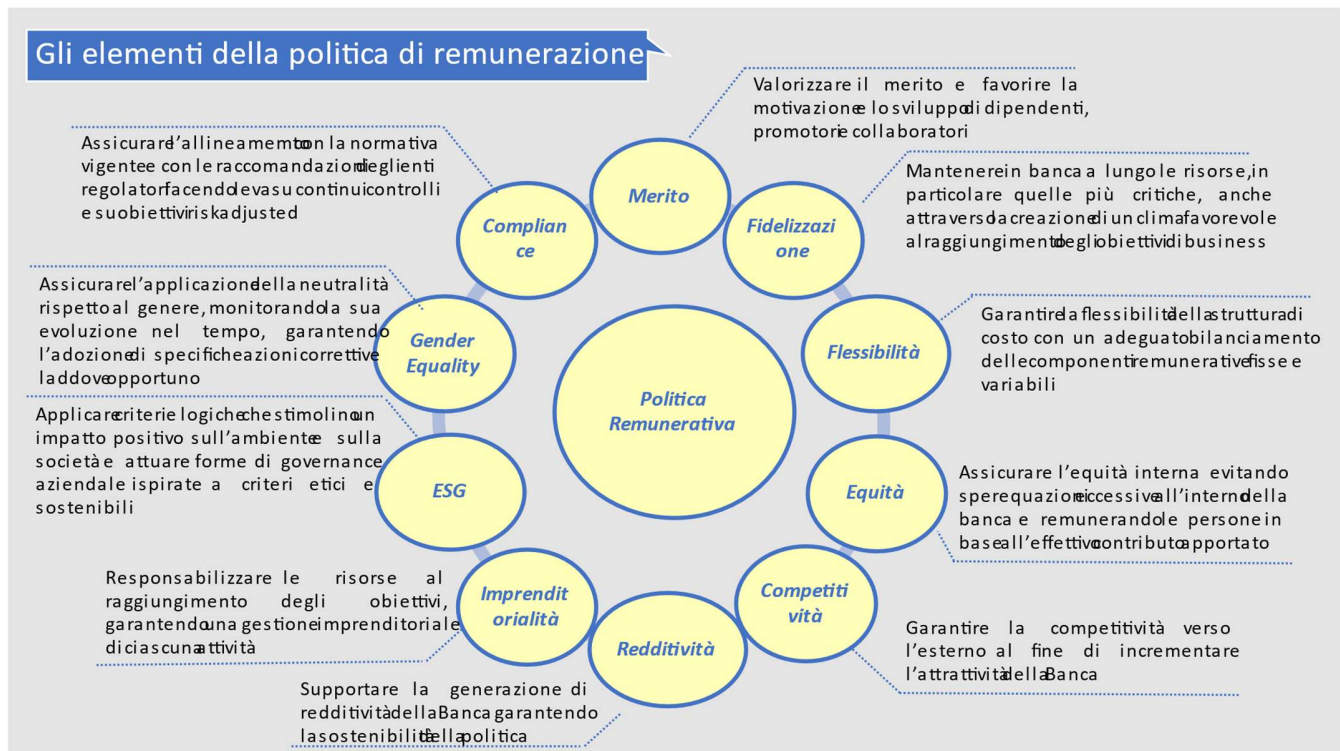 Gli elementi della politica di remunerazione
Valorizzare il merito e favorire la
motivazione e lo sviluppo di dipendenti,
promotori e collaboratori
Assicurare l'allineamento con la normativa
vigente e con le raccomandazioni degli enti
regolatori facendo leva su continui controlli
e su obiettivi risk adjusted
Merito
Mantenere in banca a lungo le risorse, in
particolare quelle più critiche, anche
attraverso la creazione di un clima favorevole
al raggiungimento degli obiettivi di business
Complian
ce
Fidelizzazi
one
Assicurare l'applicazione della neutralità
rispetto al genere, monitorando la sua
evoluzione nel tempo, garantendo
l'adozione di specifiche azioni correttive
laddove opportuno
Gender
Equality
Flessibilità
Garantire la flessibilità della struttura di
costo con un adeguato bilanciamento
delle componenti remunerative fisse e
variabili
Politica
Remunerativa
Applicare criteri e logiche che stimolino un
impatto positivo sull'ambiente e sulla
società e attuare forme di governance
aziendale ispirate a criteri etici e
sostenibili
ESG
Equità
Assicurare l'equità interna evitando
sperequazioni eccessive all'interno della
banca e remunerando le persone in
base all'effettivo contributo apportato
Responsabilizzare le risorse al
raggiungimento degli obiettivi,
garantendo una gestione imprenditoriale
di ciascuna attività
Imprendit
orialità
Competiti
vità
Redditività
Garantire la competitività verso
l'esterno al fine di incrementare
l'attrattività della Banca
Supportare la generazione di
redditività della Banca garantendo
la sostenibilità della politica